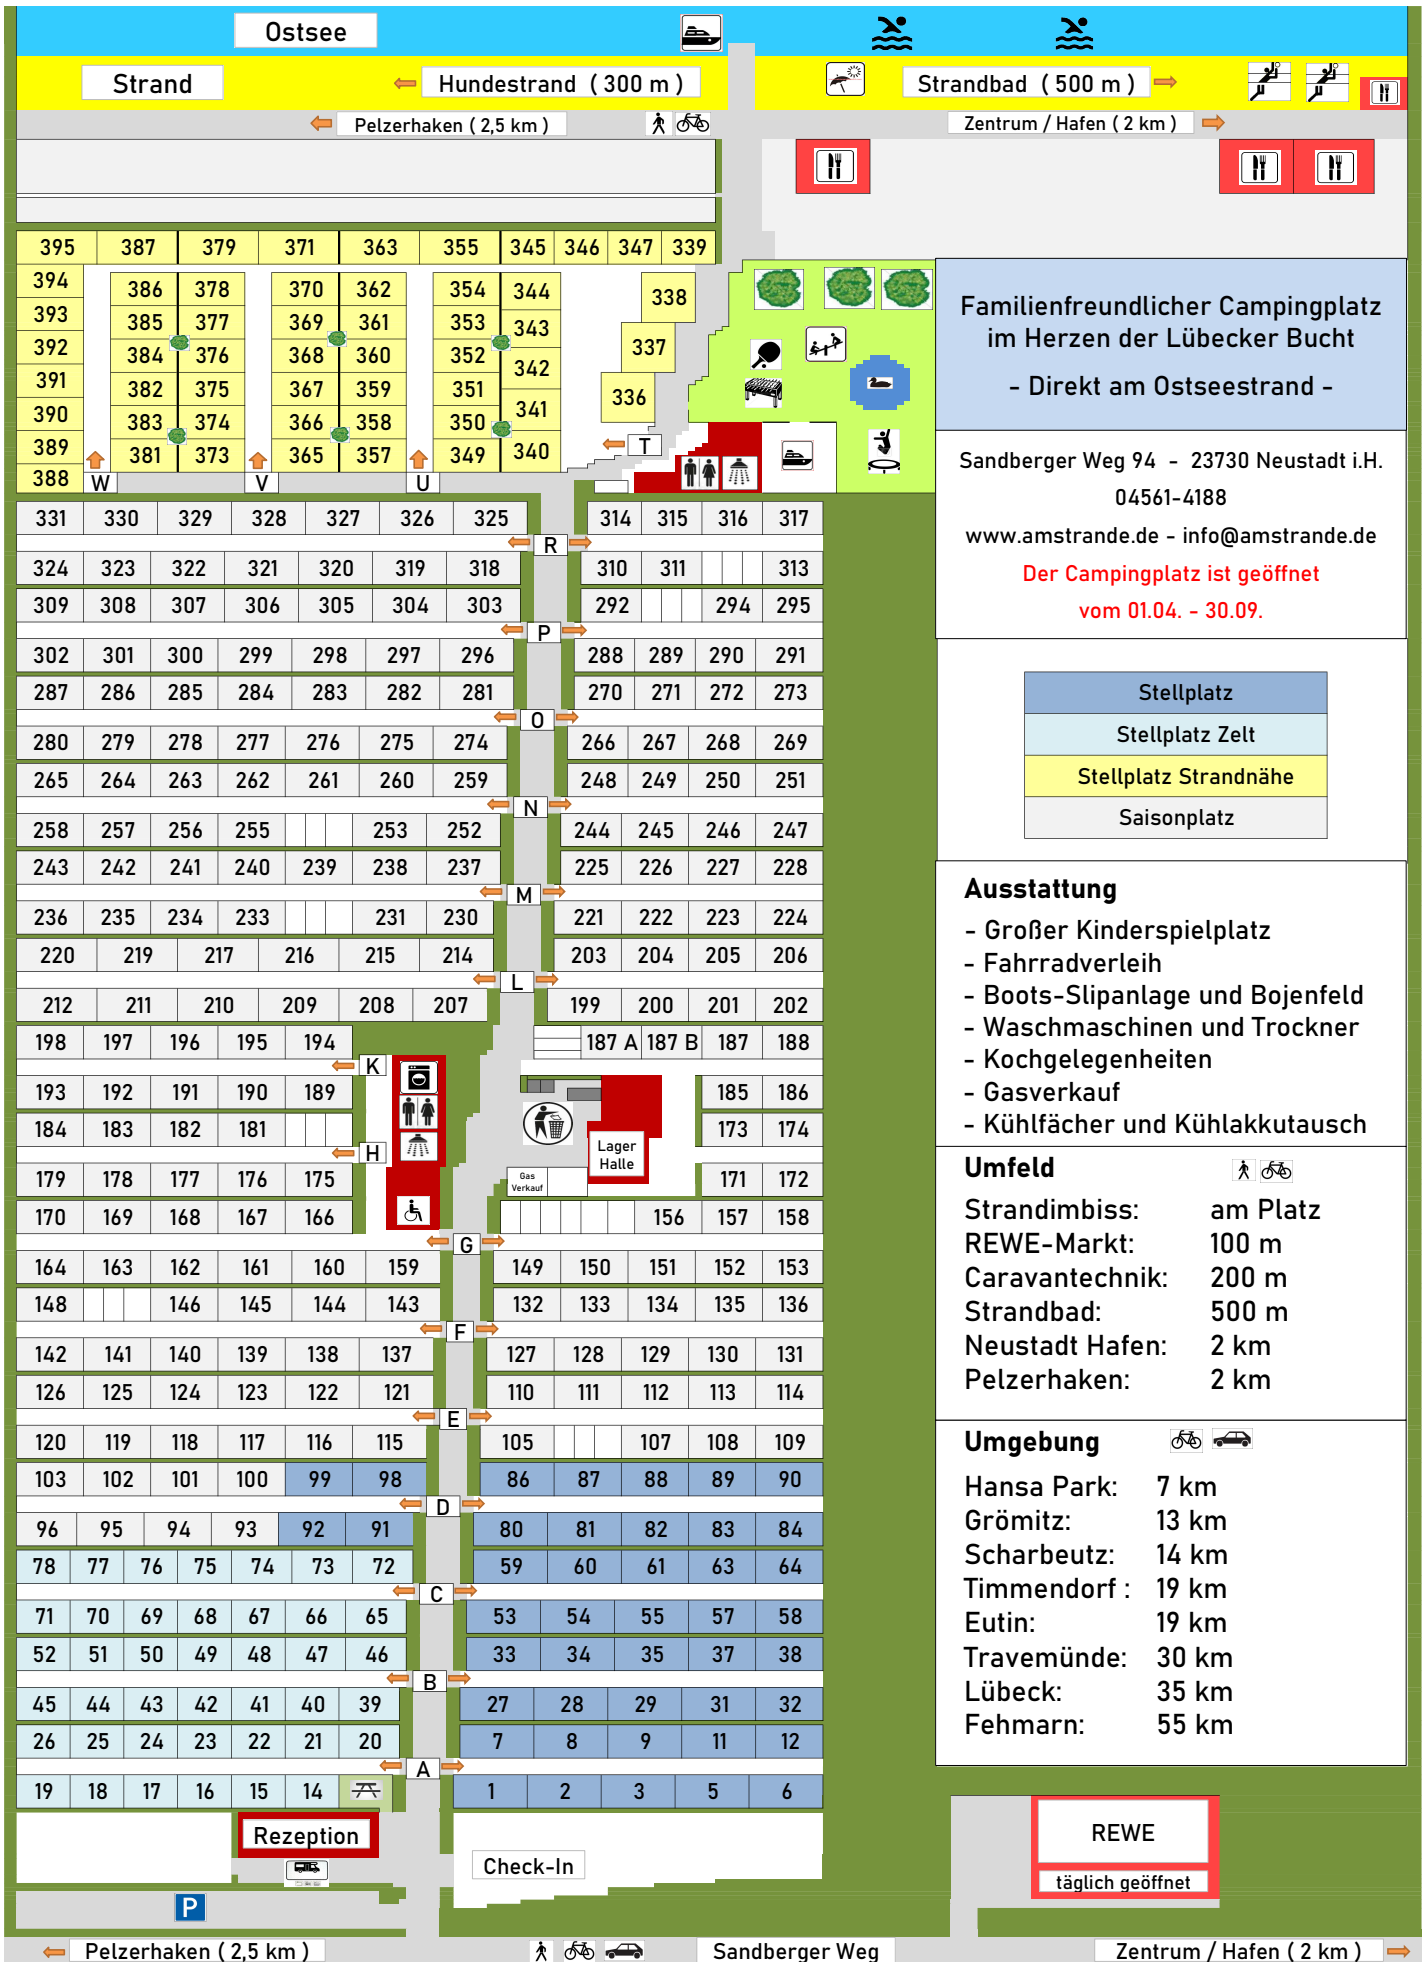 Ostsee
Strand
Hundestrand ( 300 m )
Strandbad ( 500 m )
Pelzerhaken ( 2,5 km )
Zentrum / Hafen ( 2 km )
395 387 379 371 363 355 345 346 347 339
394 386 378 370 362 354 344 338
393 385 377 369 361 353 343 337
392 384 376 368 360 352 342
391 382 375 367 359 351 336
390 383 374 366 358 350 341
389 381 373 365 357 349 340 T
388 W V U
331 330 329 328 327 326 325 314 315 316 317
R
324 323 322 321 320 319 318 310 311 313
309 308 307 306 305 304 303 292 294 295
P
302 301 300 299 298 297 296 288 289 290 291
287 286 285 284 283 282 281 270 271 272 273
O
280 279 278 277 276 275 274 266 267 268 269
265 264 263 262 261 260 259 248 249 250 251
N
258 257 256 255 253 252 244 245 246 247
243 242 241 240 239 238 237 225 226 227 228
M
236 235 234 233 231 230 221 222 223 224
220 219 217 216 215 214 203 204 205 206
L
212 211 210 209 208 207 199 200 201 202
198 197 196 195 194 187 A 187 B 187 188
K
193 192 191 190 189 185 186
184 183 182 181 173 174
H
Lager
Halle
179 178 177 176 175 171 172
Gas
Verkauf
170 169 168 167 166 156 157 158
G
164 163 162 161 160 159 149 150 151 152 153
148 146 145 144 143 132 133 134 135 136
F
142 141 140 139 138 137 127 128 129 130 131
126 125 124 123 122 121 110 111 112 113 114
E
120 119 118 117 116 115 105 107 108 109
103 102 101 100 99 98 86 87 88 89 90
D
96 95 94 93 92 91 80 81 82 83 84
78 77 76 75 74 73 72 59 60 61 63 64
C
71 70 69 68 67 66 65 53 54 55 57 58
52 51 50 49 48 47 46 33 34 35 37 38
B
45 44 43 42 41 40 39 27 28 29 31 32
26 25 24 23 22 21 20 7 8 9 11 12
A
19 18 17 16 15 14 1 2 3 5 6
Rezeption
Check-In
P
Familienfreundlicher Campingplatz
im Herzen der Lübecker Bucht
- Direkt am Ostseestrand -
Sandberger Weg 94 - 23730 Neustadt i.H.
04561-4188
www.amstrande.de - info@amstrande.de
Der Campingplatz ist geöffnet
vom 01.04. - 30.09.
Stellplatz
Stellplatz Zelt
Stellplatz Strandnähe
Saisonplatz
Ausstattung
- Großer Kinderspielplatz
- Fahrradverleih
- Boots-Slipanlage und Bojenfeld
- Waschmaschinen und Trockner
- Kochgelegenheiten
- Gasverkauf
- Kühlfächer und Kühlakkutausch
Umfeld
Strandimbiss: am Platz
REWE-Markt: 100 m
Caravantechnik: 200 m
Strandbad: 500 m
Neustadt Hafen: 2 km
Pelzerhaken: 2 km
Umgebung
Hansa Park: 7 km
Grömitz: 13 km
Scharbeutz: 14 km
Timmendorf : 19 km
Eutin: 19 km
Travemünde: 30 km
Lübeck: 35 km
Fehmarn: 55 km
REWE
täglich geöffnet
Pelzerhaken ( 2,5 km )
Sandberger Weg
Zentrum / Hafen ( 2 km )